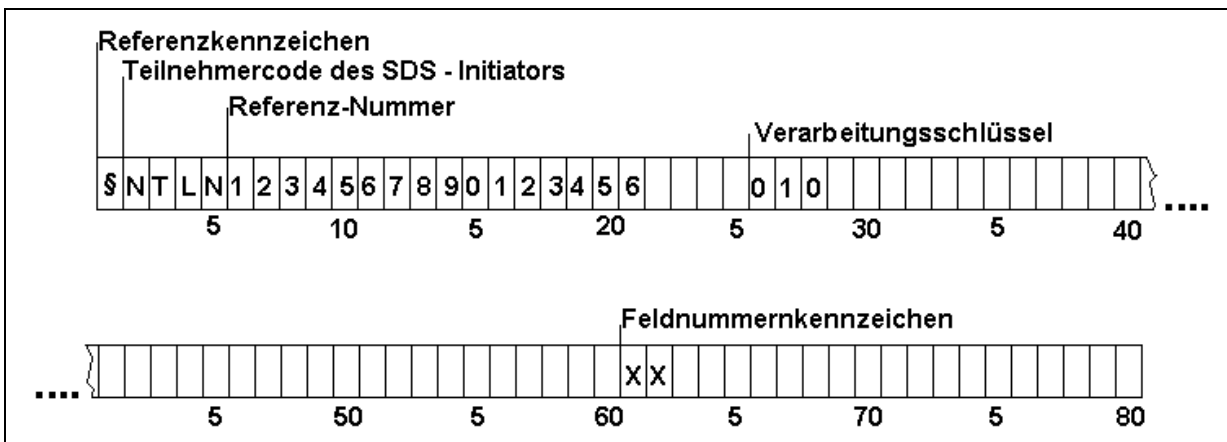 Referenzkennzeichen
Teilnehmercode des SDS - Initiators
Referenz-Nummer
Verarbeitungsschlüssel
§ N T L N 1 2 3 4 5 6 7 8 9 0 1 2 3 4 5 6 0 1 0
....
5 10 5 20 5 30 5 40
Feldnummernkennzeichen
.... X X
5 50 5 60 5 70 5 80